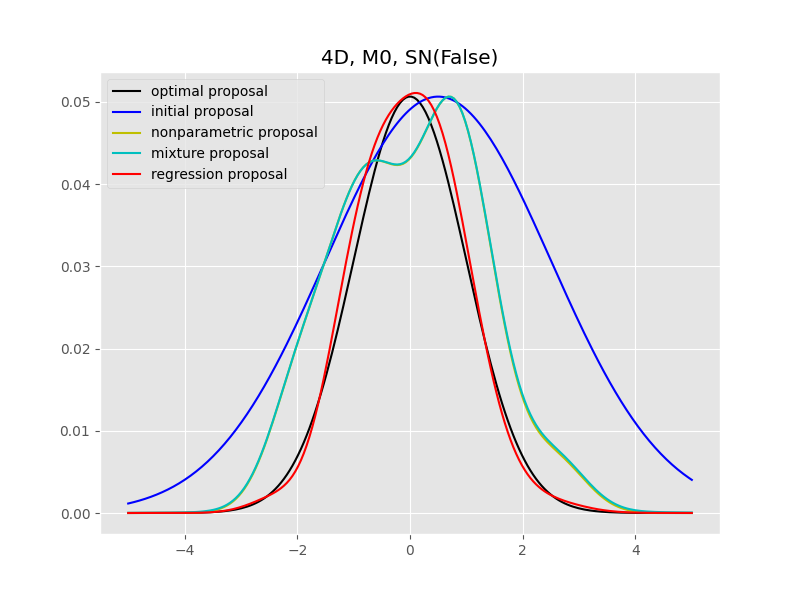 4D, M0, SN(False)
optimal proposal
initial proposal
nonparametric proposal
mixture proposal
regression proposal
0.05
0.04
0.03
0.02
0.01
0.00
−4
−2
0
2
4